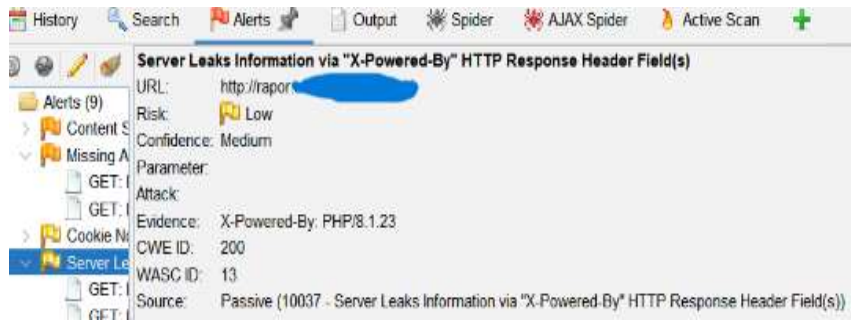 History Search Alerts Output Spider AJAX Spider Active Scan
Server Leaks Information via "X-Powered-By" HTTP Response Header Field(s)
URL: http://rapor
Alerts (9)
Risk: Low
Content S
Confidence: Medium
Missing A
Parameter:
GET:
Attack:
GET:
Evidence: X-Powered-By: PHP/8.1.23
Cookie No
CWE ID: 200
Server Le
WASC ID: 13
GET:
Source: Passive (10037 - Server Leaks Information via "X-Powered-By" HTTP Response Header Field(s))
GET: